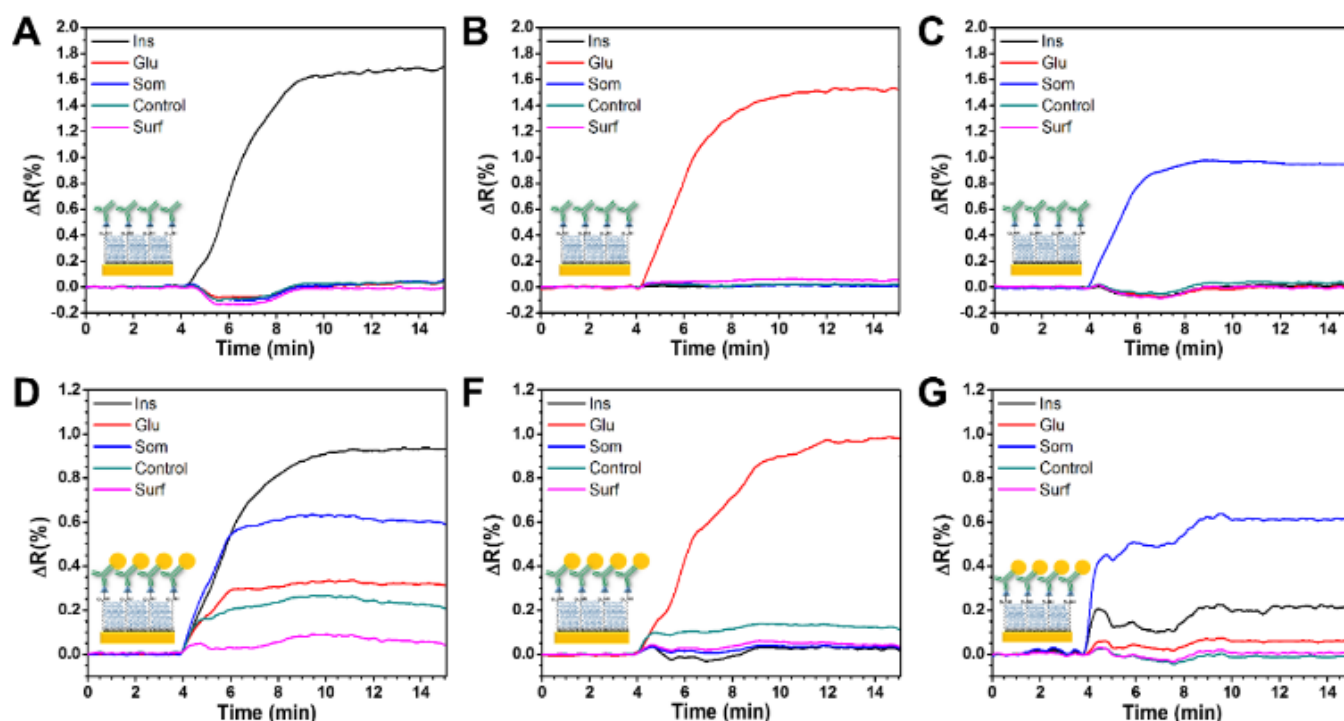 A
2.0
1.8
1.6
1.4
1.2
1.0
0.8
0.6
0.4
0.2
0.0
-0.2
ΔR(%)
Ins
Glu
Som
Control
Surf
0 2 4 6 8 10 12 14
Time (min)
B
2.0
1.8
1.6
1.4
1.2
1.0
0.8
0.6
0.4
0.2
0.0
-0.2
ΔR(%)
Ins
Glu
Som
Control
Surf
0 2 4 6 8 10 12 14
Time (min)
C
2.0
1.8
1.6
1.4
1.2
1.0
0.8
0.6
0.4
0.2
0.0
-0.2
ΔR(%)
Ins
Glu
Som
Control
Surf
0 2 4 6 8 10 12 14
Time (min)
D
1.2
1.0
0.8
0.6
0.4
0.2
0.0
ΔR(%)
Ins
Glu
Som
Control
Surf
0 2 4 6 8 10 12 14
Time (min)
F
1.2
1.0
0.8
0.6
0.4
0.2
0.0
ΔR(%)
Ins
Glu
Som
Control
Surf
0 2 4 6 8 10 12 14
Time (min)
G
1.2
1.0
0.8
0.6
0.4
0.2
0.0
ΔR(%)
Ins
Glu
Som
Control
Surf
0 2 4 6 8 10 12 14
Time (min)